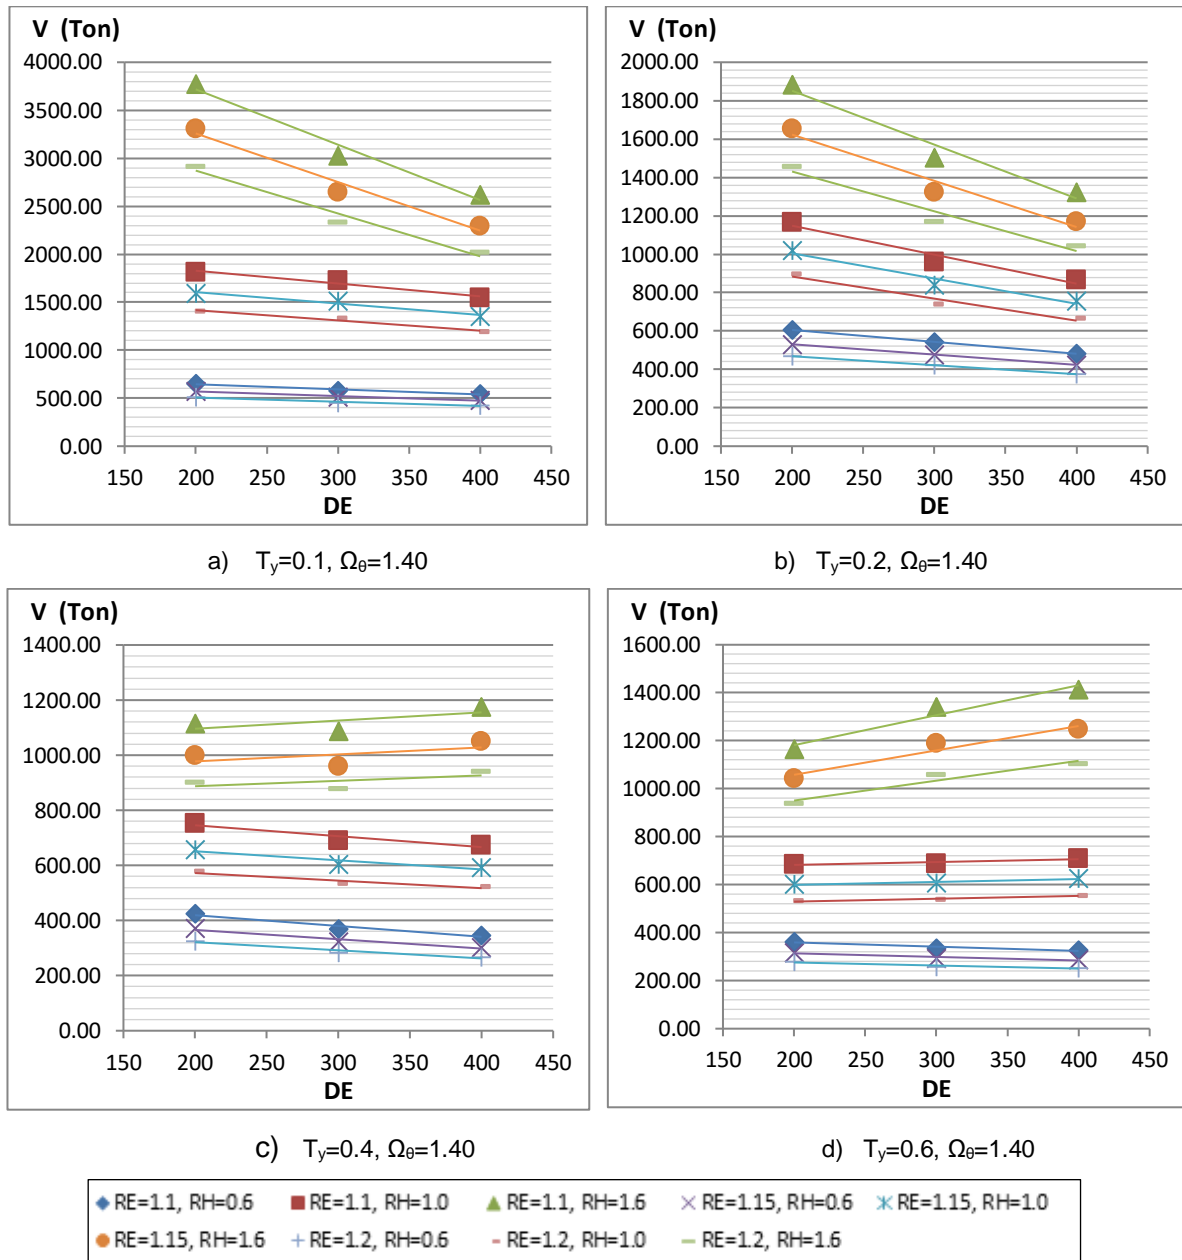 V (Ton)
4000.00
3500.00
3000.00
2500.00
2000.00
1500.00
1000.00
500.00
0.00
150 200 250 300 350 400 450
DE
a) Ty=0.1, Ωθ=1.40
V (Ton)
2000.00
1800.00
1600.00
1400.00
1200.00
1000.00
800.00
600.00
400.00
200.00
0.00
150 200 250 300 350 400 450
DE
b) Ty=0.2, Ωθ=1.40
V (Ton)
1400.00
1200.00
1000.00
800.00
600.00
400.00
200.00
0.00
150 200 250 300 350 400 450
DE
c) Ty=0.4, Ωθ=1.40
V (Ton)
1600.00
1400.00
1200.00
1000.00
800.00
600.00
400.00
200.00
0.00
150 200 250 300 350 400 450
DE
d) Ty=0.6, Ωθ=1.40
RE=1.1, RH=0.6 RE=1.1, RH=1.0 RE=1.1, RH=1.6 RE=1.15, RH=0.6 RE=1.15, RH=1.0
RE=1.15, RH=1.6 RE=1.2, RH=0.6 RE=1.2, RH=1.0 RE=1.2, RH=1.6